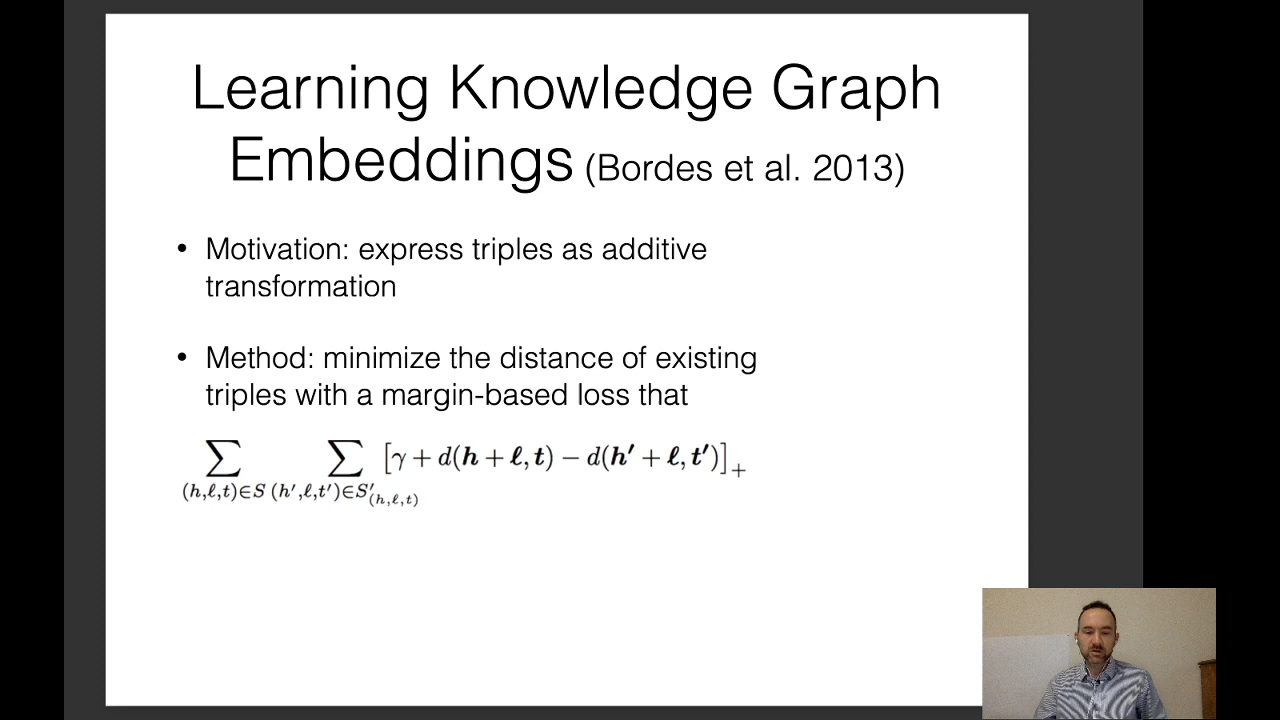 Learning Knowledge Graph
Embeddings (Bordes et al. 2013)
• Motivation: express triples as additive
transformation
• Method: minimize the distance of existing
triples with a margin-based loss that
∑ ∑ [γ + d(h + ℓ, t) − d(h′ + ℓ, t′)]₊
(h,ℓ,t)∈S (h′,ℓ,t′)∈S′(h,ℓ,t)